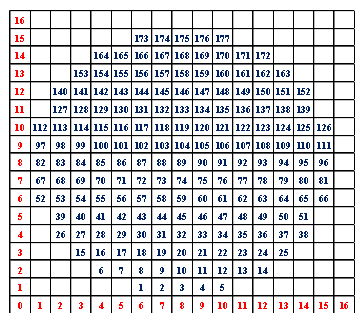 16
15 173 174 175 176 177
14 164 165 166 167 168 169 170 171 172
13 153 154 155 156 157 158 159 160 161 162 163
12 140 141 142 143 144 145 146 147 148 149 150 151 152
11 127 128 129 130 131 132 133 134 135 136 137 138 139
10 112 113 114 115 116 117 118 119 120 121 122 123 124 125 126
9 97 98 99 100 101 102 103 104 105 106 107 108 109 110 111
8 82 83 84 85 86 87 88 89 90 91 92 93 94 95 96
7 67 68 69 70 71 72 73 74 75 76 77 78 79 80 81
6 52 53 54 55 56 57 58 59 60 61 62 63 64 65 66
5 39 40 41 42 43 44 45 46 47 48 49 50 51
4 26 27 28 29 30 31 32 33 34 35 36 37 38
3 15 16 17 18 19 20 21 22 23 24 25
2 6 7 8 9 10 11 12 13 14
1 1 2 3 4 5
0 1 2 3 4 5 6 7 8 9 10 11 12 13 14 15 16